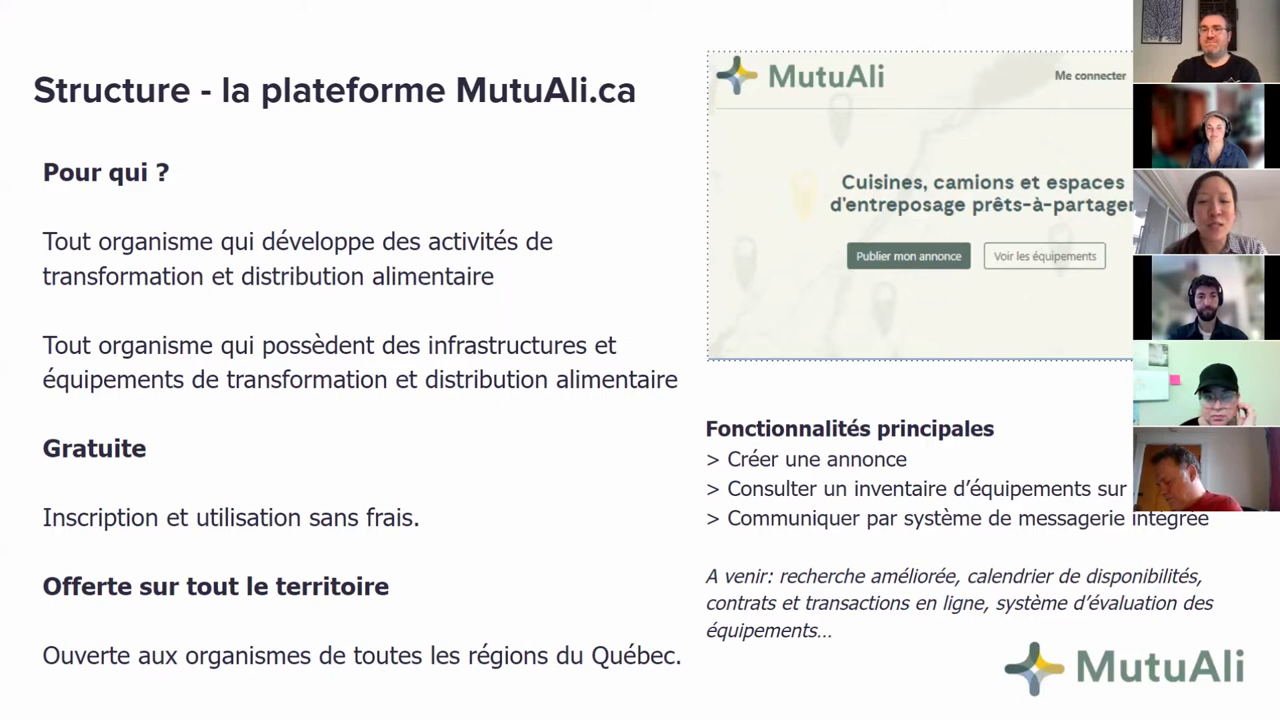 Structure - la plateforme MutuAli.ca
Pour qui ?
Tout organisme qui développe des activités de
transformation et distribution alimentaire
Tout organisme qui possèdent des infrastructures et
équipements de transformation et distribution alimentaire
Gratuite
Inscription et utilisation sans frais.
Offerte sur tout le territoire
Ouverte aux organismes de toutes les régions du Québec.
MutuAli
Me connecter
Cuisines, camions et espaces
d'entreposage prêts-à-partager
Publier mon annonce
Voir les équipements
Fonctionnalités principales
> Créer une annonce
> Consulter un inventaire d’équipements sur
> Communiquer par système de messagerie intégrée
A venir: recherche améliorée, calendrier de disponibilités,
contrats et transactions en ligne, système d’évaluation des
équipements…
MutuAli